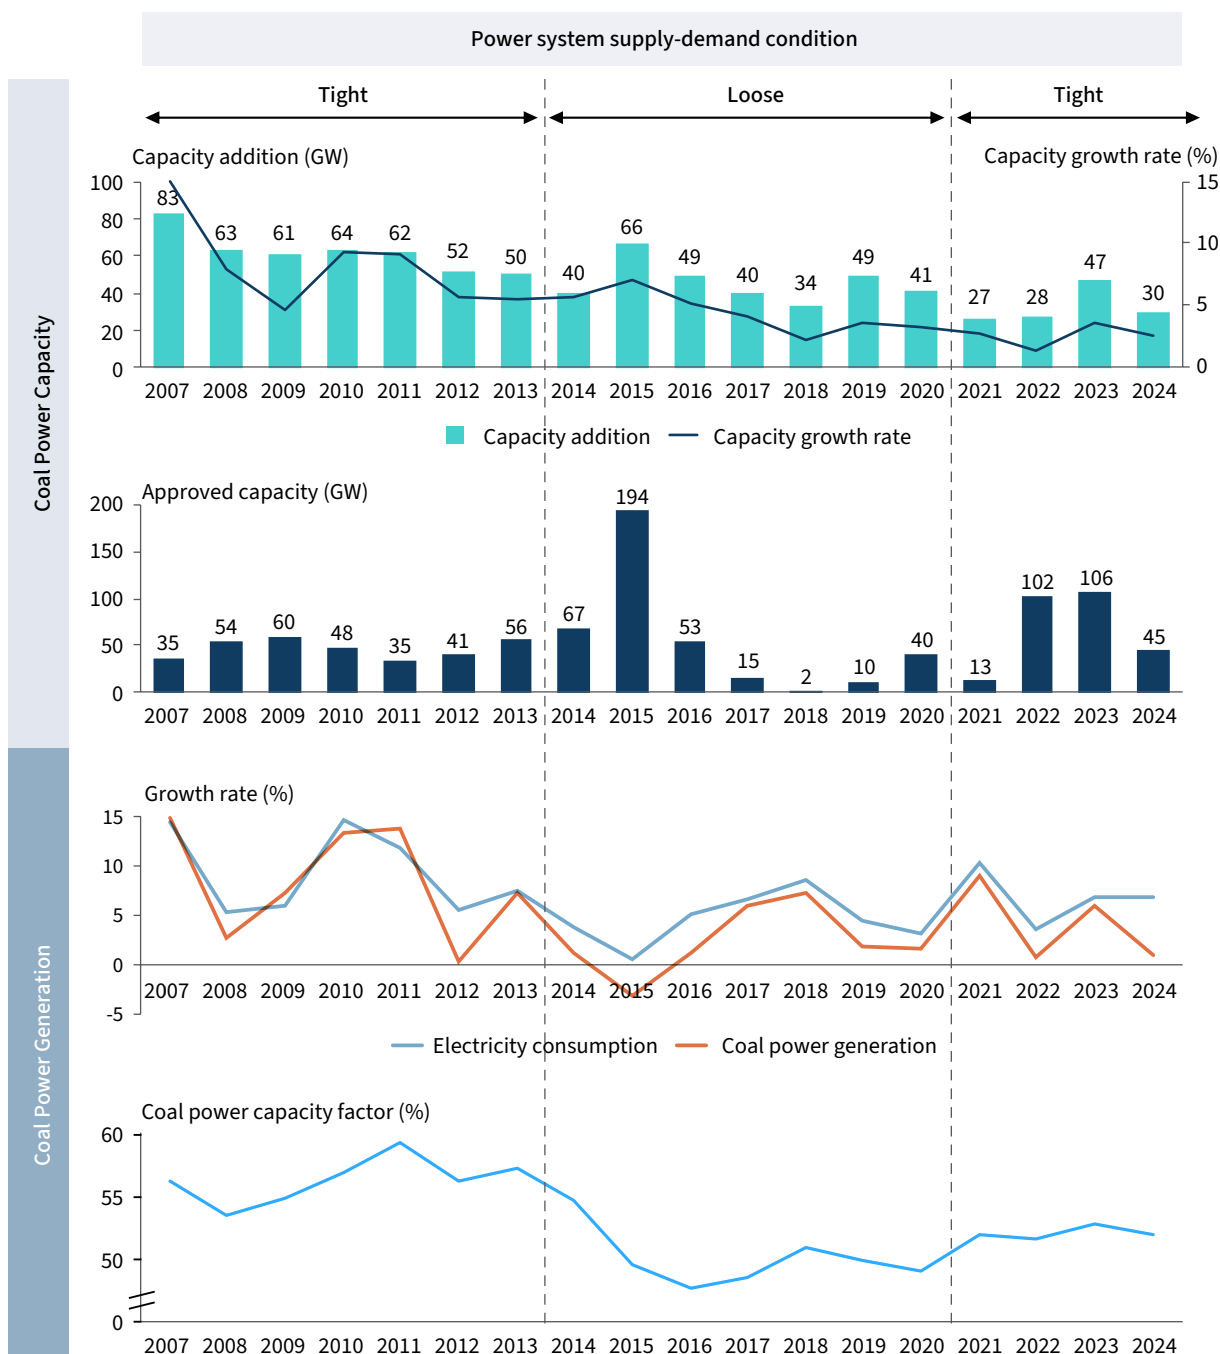 Power system supply-demand condition
Tight Loose Tight
Coal Power Capacity
Capacity addition (GW) Capacity growth rate (%)
100 15
83
80
63 61 64 62 52 50 40 66 49 40 34 49 41 27 28 47 30
60 10
40 5
20
0 0
2007 2008 2009 2010 2011 2012 2013 2014 2015 2016 2017 2018 2019 2020 2021 2022 2023 2024
Capacity addition Capacity growth rate
Approved capacity (GW)
200
150
100
50
0
35 54 60 48 35 41 56 67 194 53 15 2 10 40 13 102 106 45
2007 2008 2009 2010 2011 2012 2013 2014 2015 2016 2017 2018 2019 2020 2021 2022 2023 2024
Coal Power Generation
Growth rate (%)
15
10
5
0
2007 2008 2009 2010 2011 2012 2013 2014 2015 2016 2017 2018 2019 2020 2021 2022 2023 2024
-5
Electricity consumption Coal power generation
Coal power capacity factor (%)
60
55
50
0
2007 2008 2009 2010 2011 2012 2013 2014 2015 2016 2017 2018 2019 2020 2021 2022 2023 2024